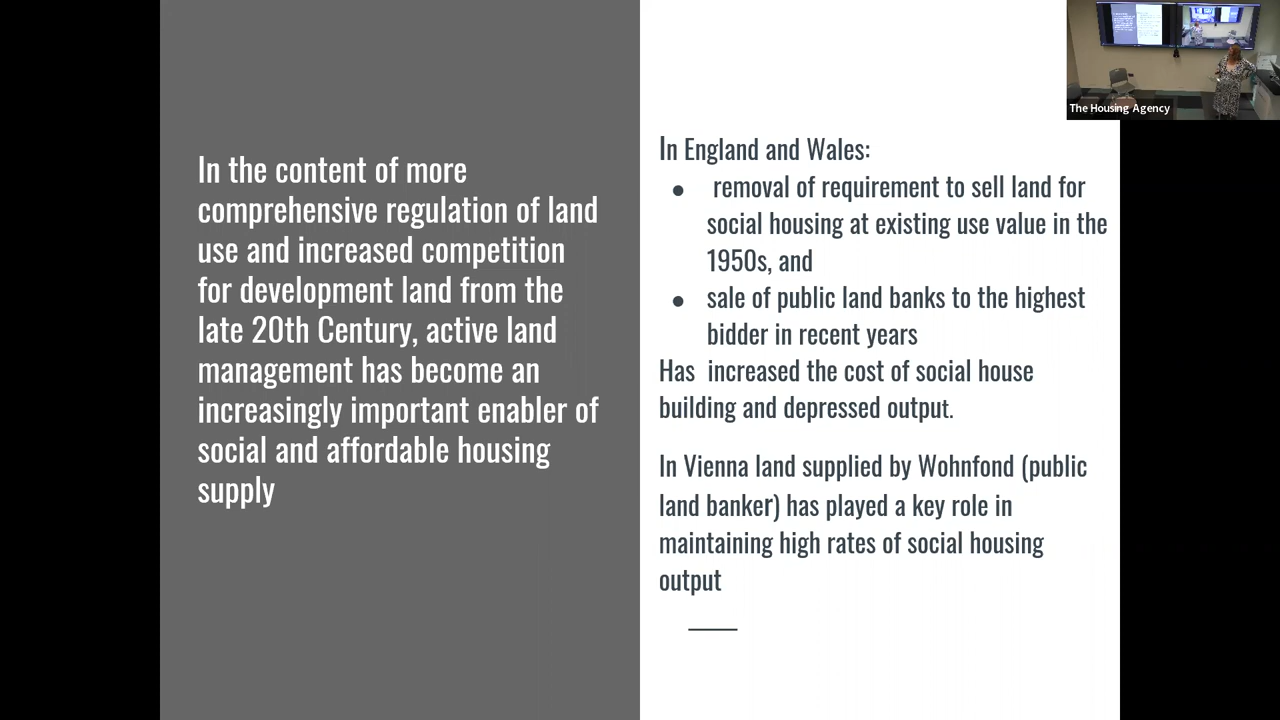 In the content of more
comprehensive regulation of land
use and increased competition
for development land from the
late 20th Century, active land
management has become an
increasingly important enabler of
social and affordable housing
supply
In England and Wales:
● removal of requirement to sell land for
social housing at existing use value in the
1950s, and
● sale of public land banks to the highest
bidder in recent years
Has increased the cost of social house
building and depressed output.
In Vienna land supplied by Wohnfond (public
land banker) has played a key role in
maintaining high rates of social housing
output
The Housing Agency